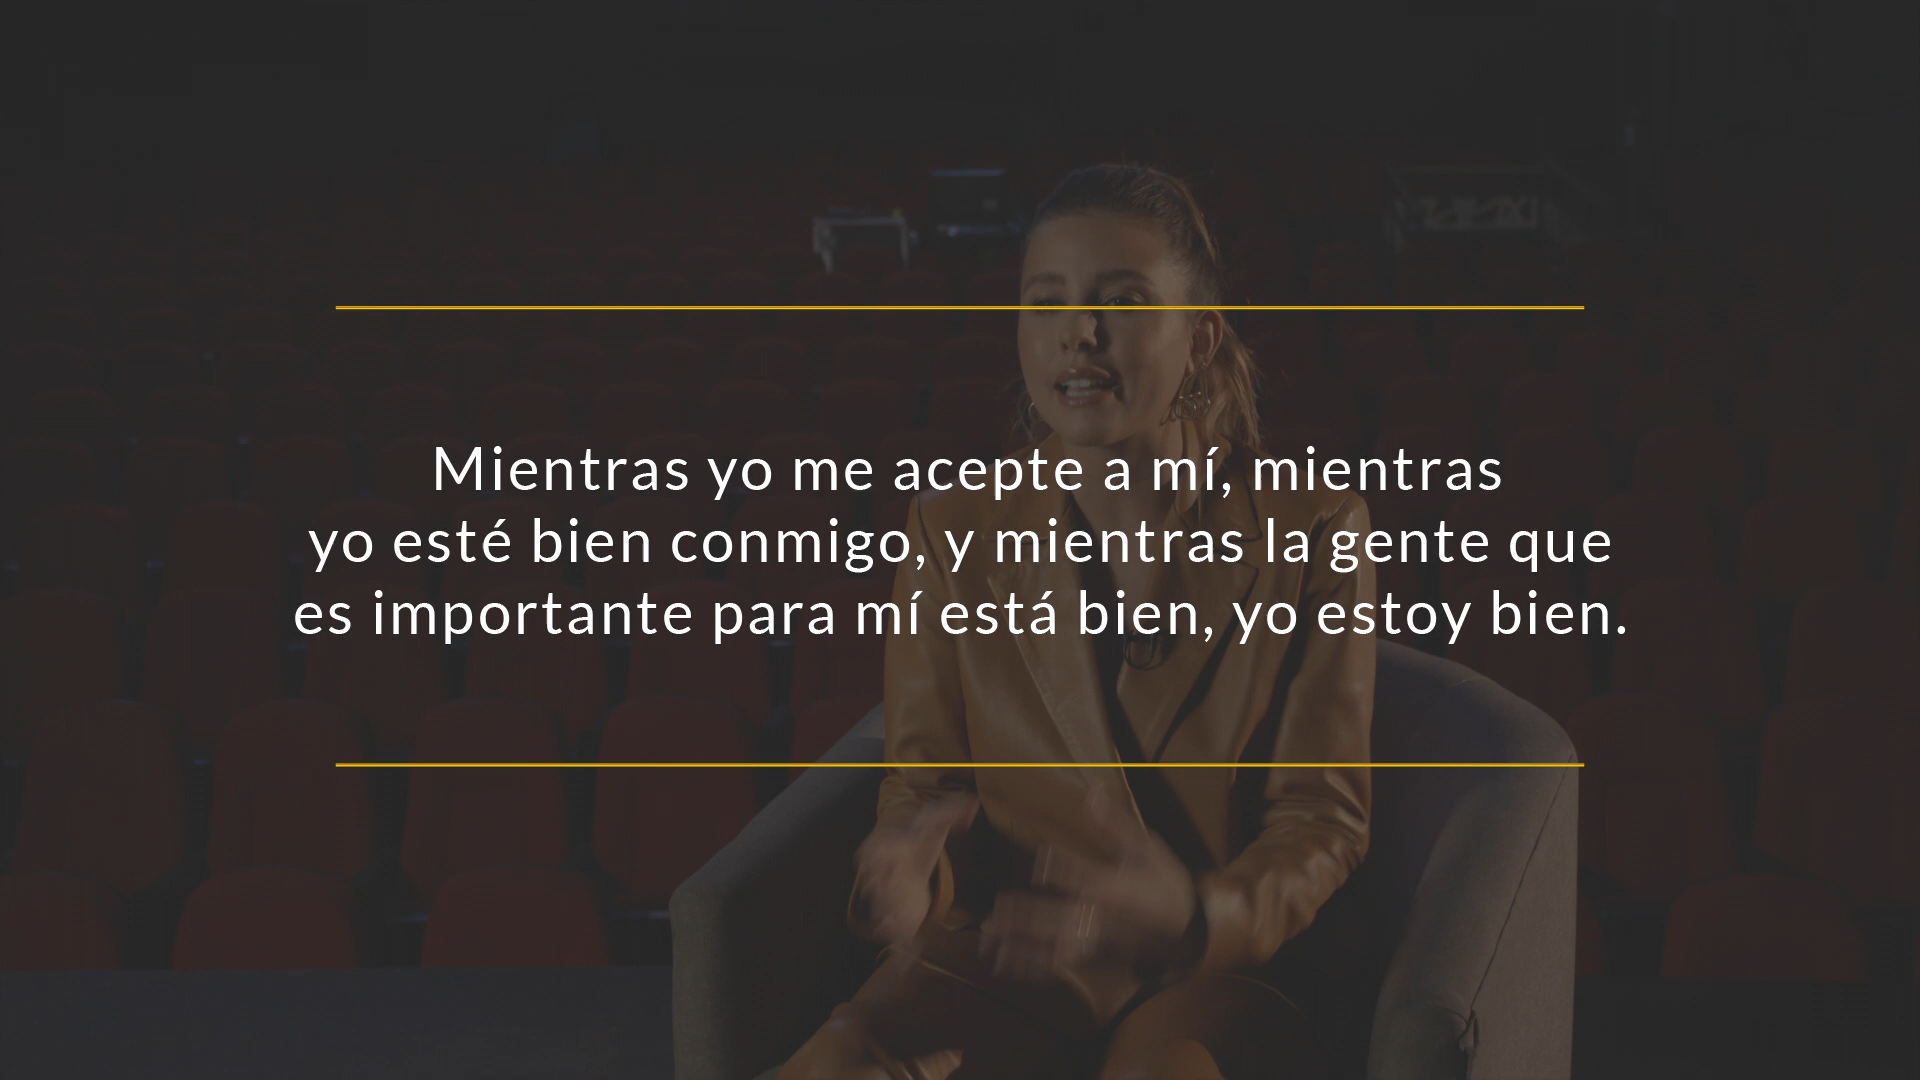 Mientras yo me acepte a mí, mientras
yo esté bien conmigo, y mientras la gente que
es importante para mí está bien, yo estoy bien.